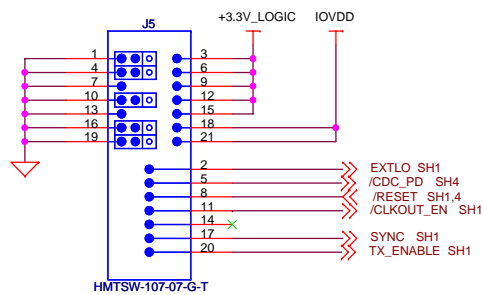 +3.3V_LOGIC IOVDD
J5
1 3
4 6
7 9
10 12
13 15
16 18
19 21
2 EXTLO SH1
5 /CDC_PD SH4
8 /RESET SH1,4
11 /CLKOUT_EN SH1
14
17 SYNC SH1
20 TX_ENABLE SH1
HMTSW-107-07-G-T